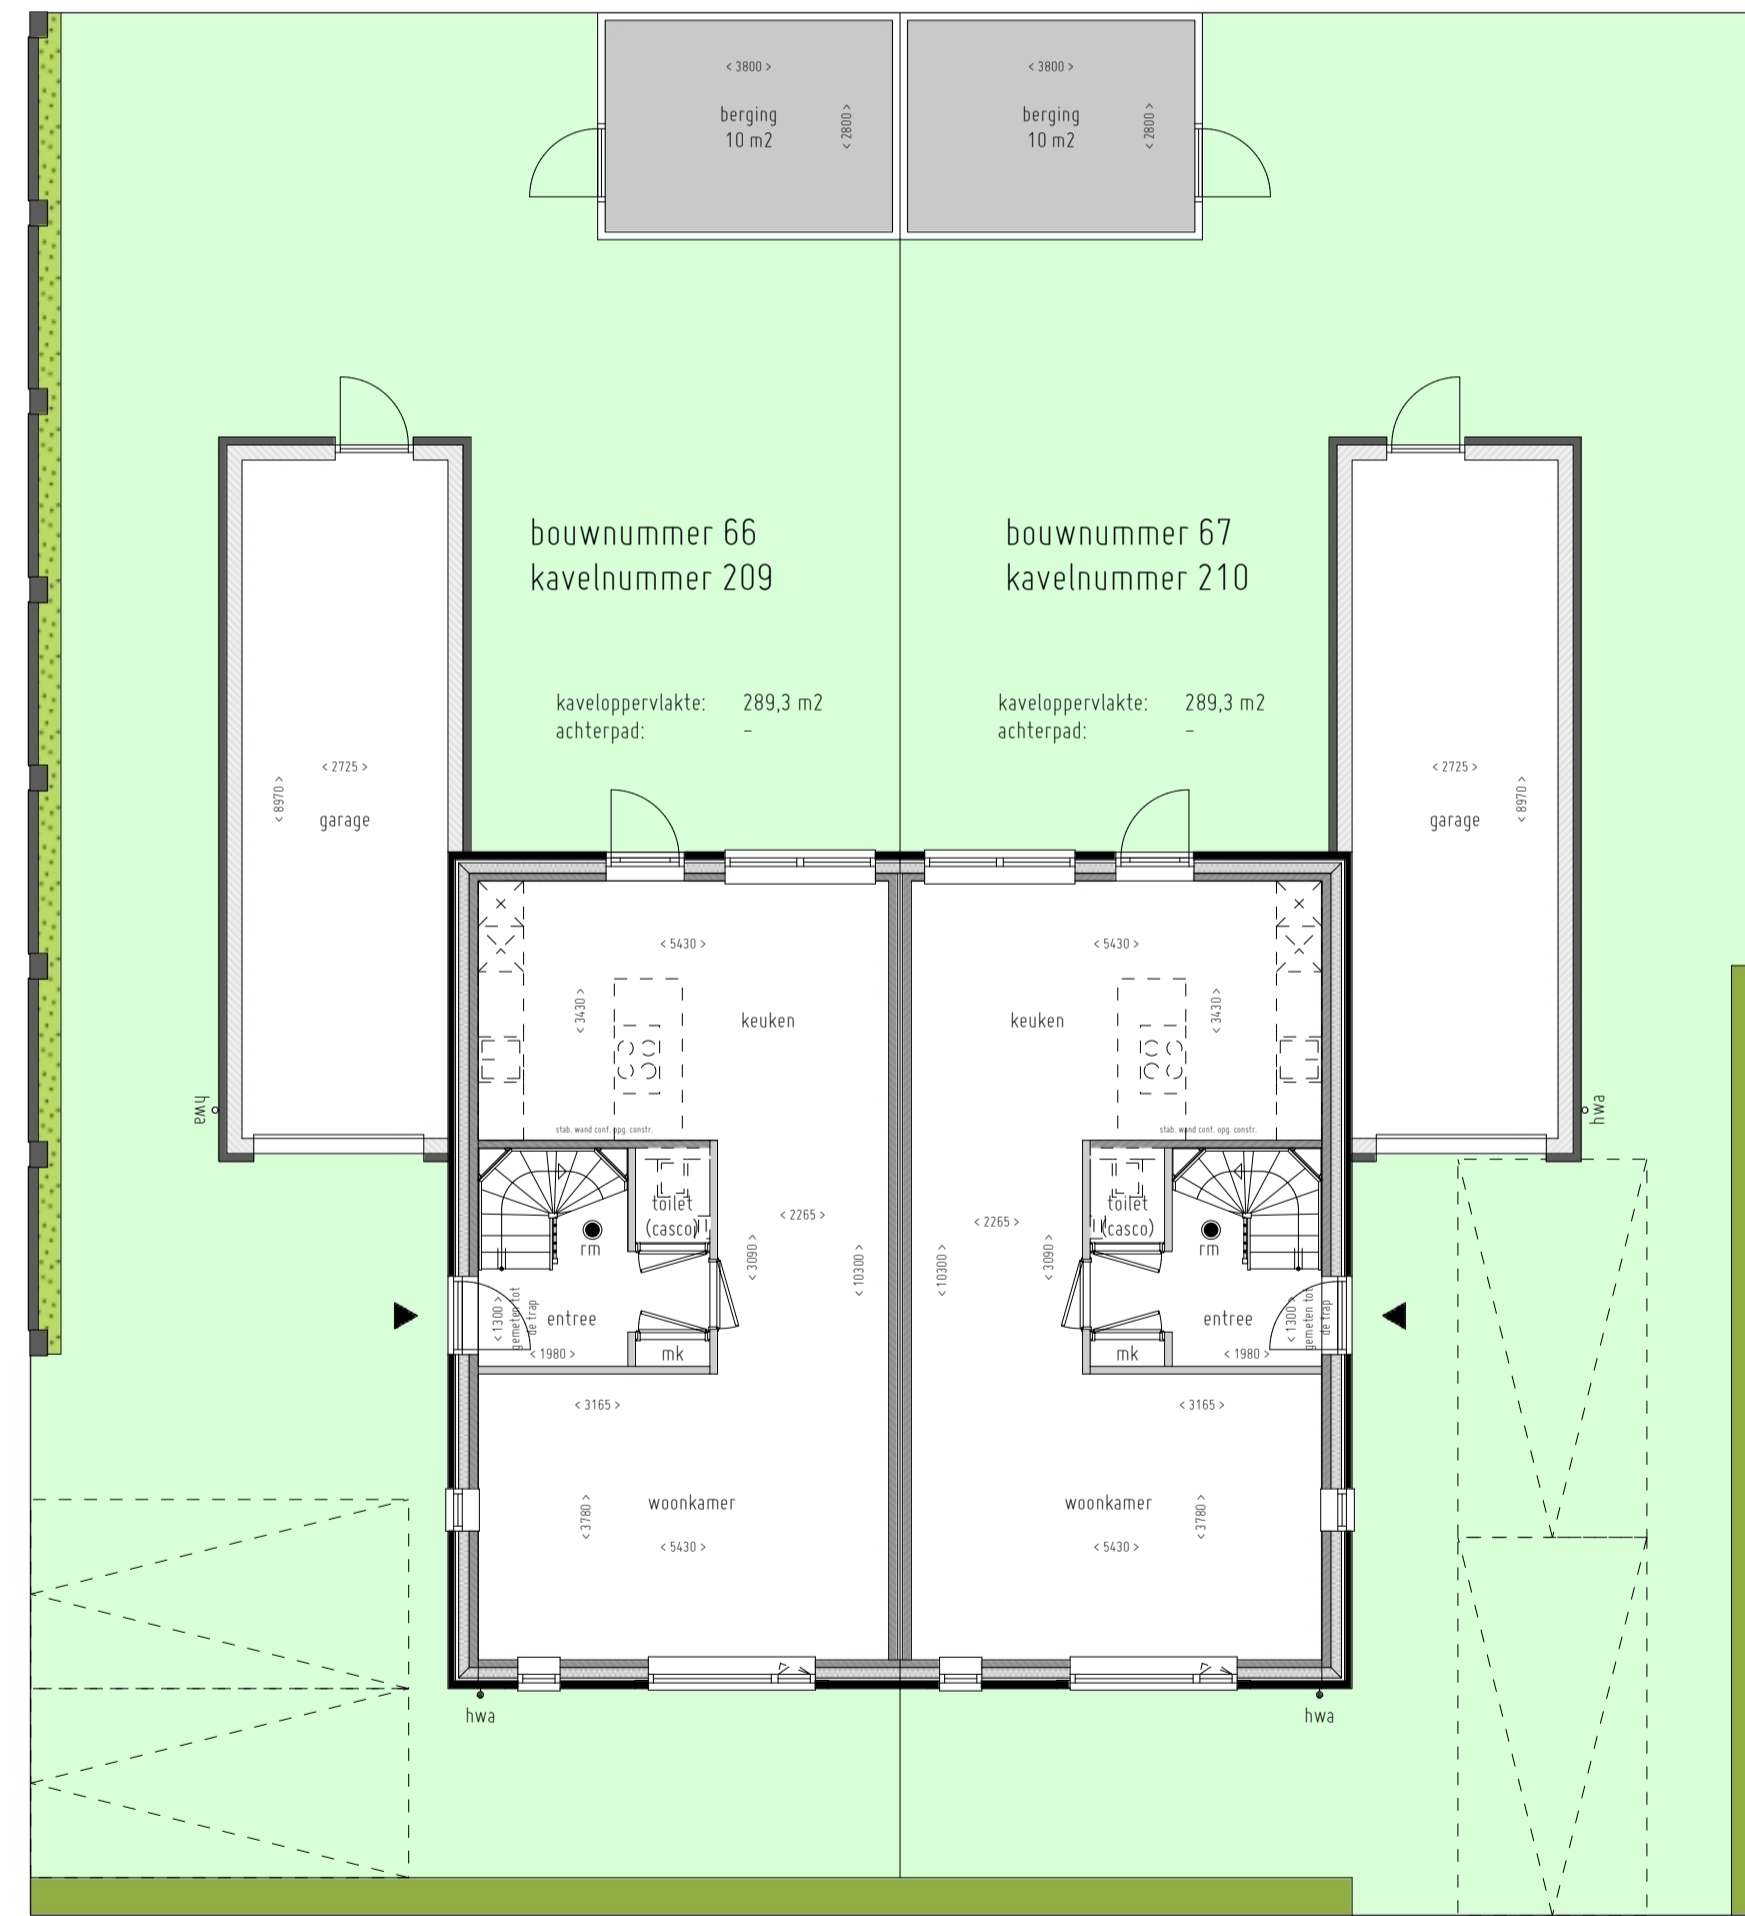 < 3800 >
< 3800 >
berging
10 m2
< 2800 >
berging
10 m2
< 2800 >
bouwnummer 66
kavelnummer 209
bouwnummer 67
kavelnummer 210
kaveloppervlakte: 289,3 m2
achterpad: -
kaveloppervlakte: 289,3 m2
achterpad: -
< 2725 >
< 8970 >
garage
< 2725 >
< 8970 >
garage
< 5430 >
< 5430 >
< 3430 >
keuken
keuken
< 3430 >
hwa
hwa
stab. wand conf. opg. constr.
stab. wand conf. opg. constr.
toilet
(casco)
rm
< 2265 >
< 3090 >
< 10300 >
< 2265 >
< 10300 >
< 3090 >
toilet
(casco)
rm
< 1300 >
gemeten tot
de trap
entree
< 1980 >
mk
mk
entree
< 1980 >
< 1300 >
gemeten tot
de trap
< 3165 >
< 3165 >
woonkamer
< 3780 >
< 5430 >
woonkamer
< 3780 >
< 5430 >
hwa
hwa